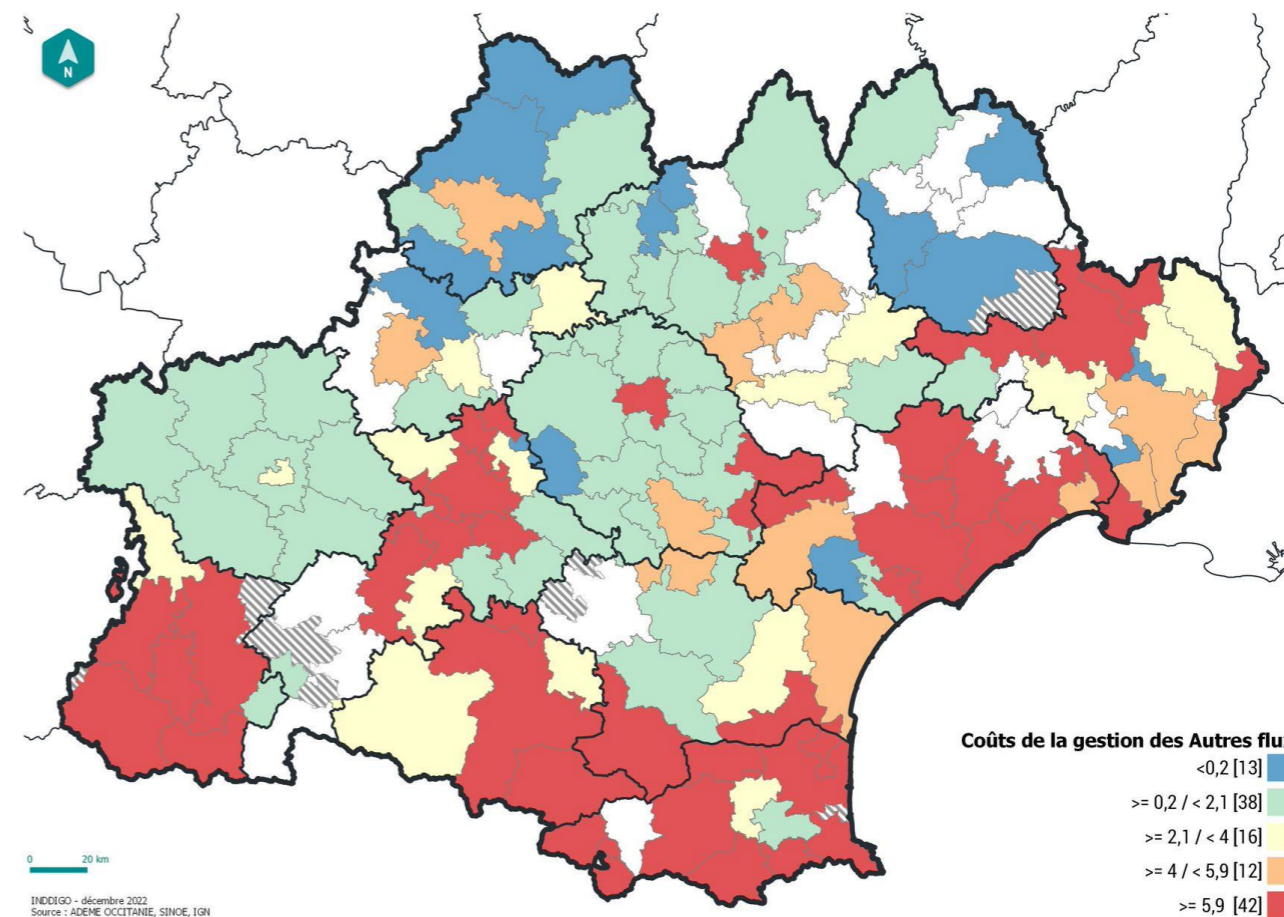 N
Coûts de la gestion des Autres flu
<0,2 [13]
>= 0,2 / < 2,1 [38]
>= 2,1 / < 4 [16]
>= 4 / < 5,9 [12]
>= 5,9 [42]
0 20 km
INDDIGO - décembre 2022
Source : ADEME OCCITANIE, SINOE, IGN